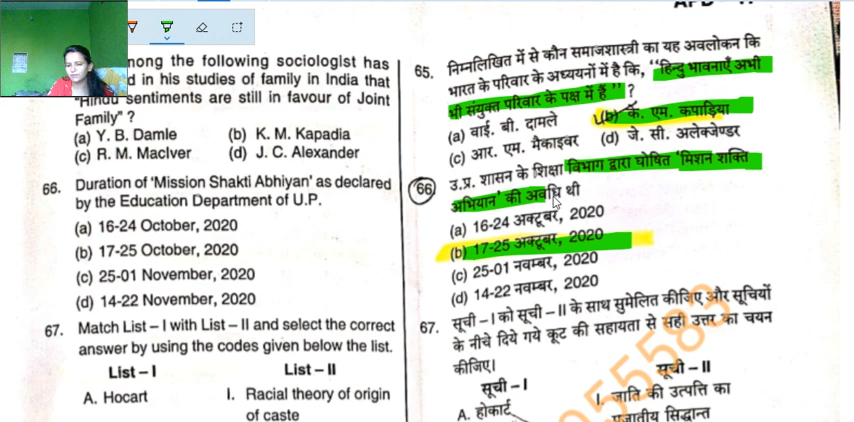 nong the following sociologist has
d in his studies of family in India that
"Hindu sentiments are still in favour of Joint
Family" ?
(a) Y. B. Damle (b) K. M. Kapadia
(c) R. M. MacIver (d) J. C. Alexander
66. Duration of 'Mission Shakti Abhiyan' as declared
by the Education Department of U.P.
(a) 16-24 October, 2020
(b) 17-25 October, 2020
(c) 25-01 November, 2020
(d) 14-22 November, 2020
67. Match List – I with List – II and select the correct
answer by using the codes given below the list.
List – I List – II
A. Hocart I. Racial theory of origin
of caste
65. निम्नलिखित में से कौन समाजशास्त्री का यह अवलोकन कि
भारत के परिवार के अध्ययनों में है कि, "हिन्दु भावनाएँ अभी
भी संयुक्त परिवार के पक्ष में हैं" ?
(a) वाई. बी. दामले (b) के. एम. कपाड़िया
(c) आर. एम. मैकाइवर (d) जे. सी. अलेक्जेण्डर
66 उ.प्र. शासन के शिक्षा विभाग द्वारा घोषित 'मिशन शक्ति
अभियान' की अवधि थी
(a) 16-24 अक्टूबर, 2020
(b) 17-25 अक्टूबर, 2020
(c) 25-01 नवम्बर, 2020
(d) 14-22 नवम्बर, 2020
67. सूची – I को सूची – II के साथ सुमेलित कीजिए और सूचियों
के नीचे दिये गये कूट की सहायता से सही उत्तर का चयन
कीजिए।
सूची – I सूची – II
A. होकार्ट I. जाति की उत्पत्ति का
प्रजातीय सिद्धान्त
955583